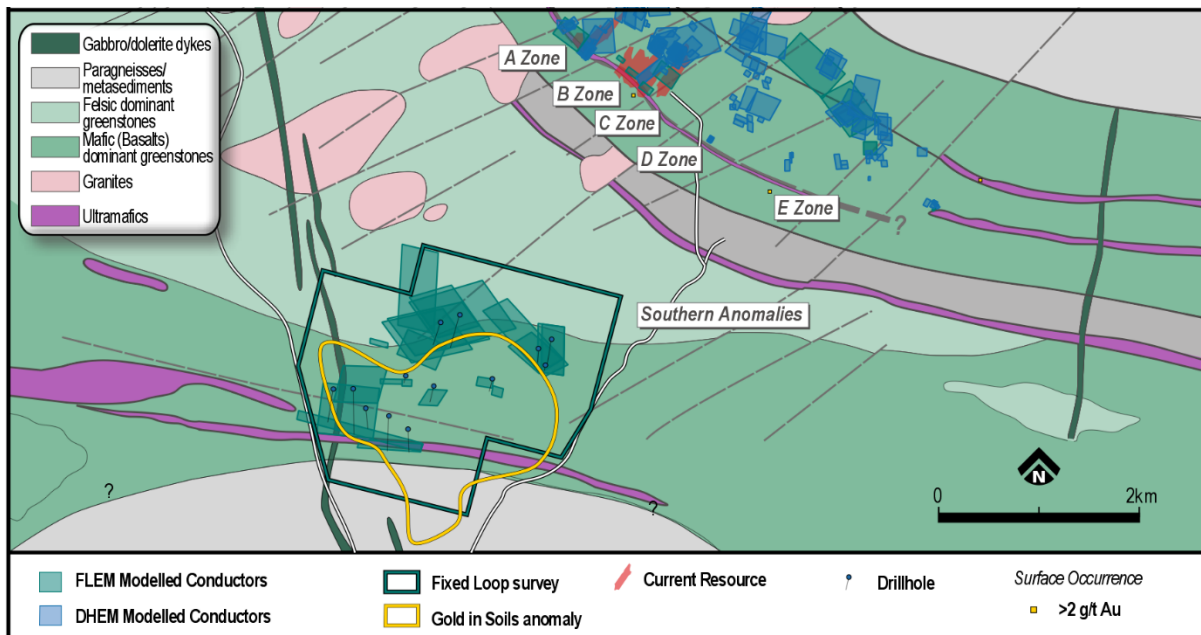 Gabbro/dolerite dykes
Paragneisses/
metasediments
Felsic dominant
greenstones
Mafic (Basalts)
dominant greenstones
Granites
Ultramafics
A Zone
B Zone
C Zone
D Zone
E Zone
?
Southern Anomalies
?
?
N
0
2km
FLEM Modelled Conductors
DHEM Modelled Conductors
Fixed Loop survey
Gold in Soils anomaly
Current Resource
Drillhole
Surface Occurrence
>2 g/t Au